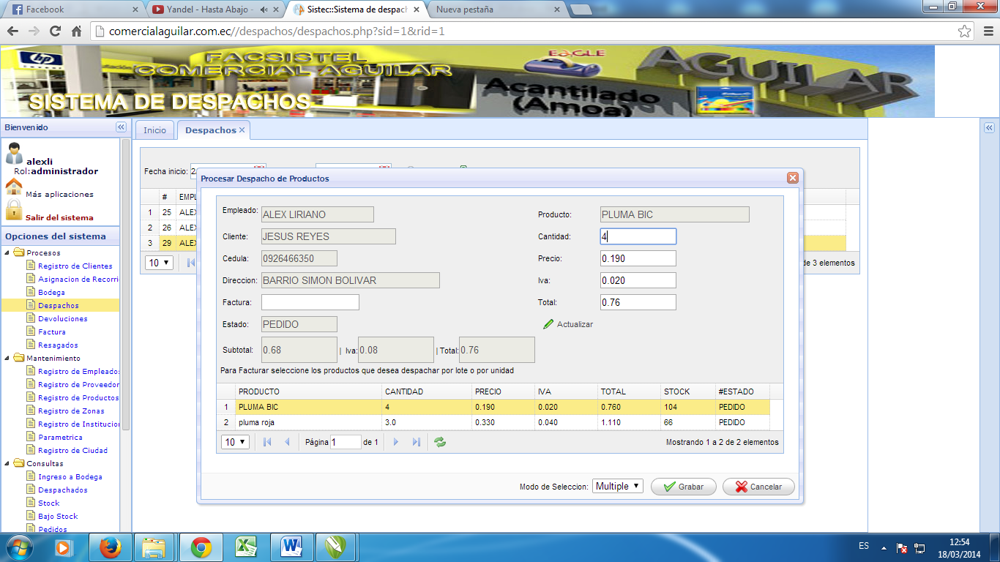 Facebook
Yandel - Hasta Abajo -
Sistec::Sistema de despach
Nueva pestaña
comercialaguilar.com.ec//despachos/despachos.php?sid=1&rid=1
hp
FACSISTEL
COMERCIAL AGUILAR
SISTEMA DE DESPACHOS
EAGLE
AGUILAR
Acantilado
(Amoa)
Bienvenido
alexli
Rol:administrador
Más aplicaciones
Salir del sistema
Opciones del sistema
Procesos
Registro de Clientes
Asignacion de Recorri
Bodega
Despachos
Devoluciones
Factura
Resagados
Mantenimiento
Registro de Empleados
Registro de Proveedor
Registro de Productos
Registro de Zonas
Registro de Institucion
Parametrica
Registro de Ciudad
Consultas
Ingreso a Bodega
Despachados
Stock
Bajo Stock
Pedidos
Inicio
Despachos
Fecha inicio: 2
# EMPL
1 25 ALEX
2 26 ALEX
3 29 ALEX
10
de 3 elementos
Procesar Despacho de Productos
Empleado: ALEX LIRIANO
Producto: PLUMA BIC
Cliente: JESUS REYES
Cantidad: 4
Cedula: 0926466350
Precio: 0.190
Direccion: BARRIO SIMON BOLIVAR
Iva: 0.020
Factura:
Total: 0.76
Estado: PEDIDO
Actualizar
Subtotal: 0.68 | Iva: 0.08 | Total: 0.76
Para Facturar seleccione los productos que desea despachar por lote o por unidad
PRODUCTO CANTIDAD PRECIO IVA TOTAL STOCK #ESTADO
1 PLUMA BIC 4 0.190 0.020 0.760 104 PEDIDO
2 pluma roja 3.0 0.330 0.040 1.110 66 PEDIDO
10 Página 1 de 1 Mostrando 1 a 2 de 2 elementos
Modo de Seleccion: Multiple Grabar Cancelar
ES
12:54
18/03/2014